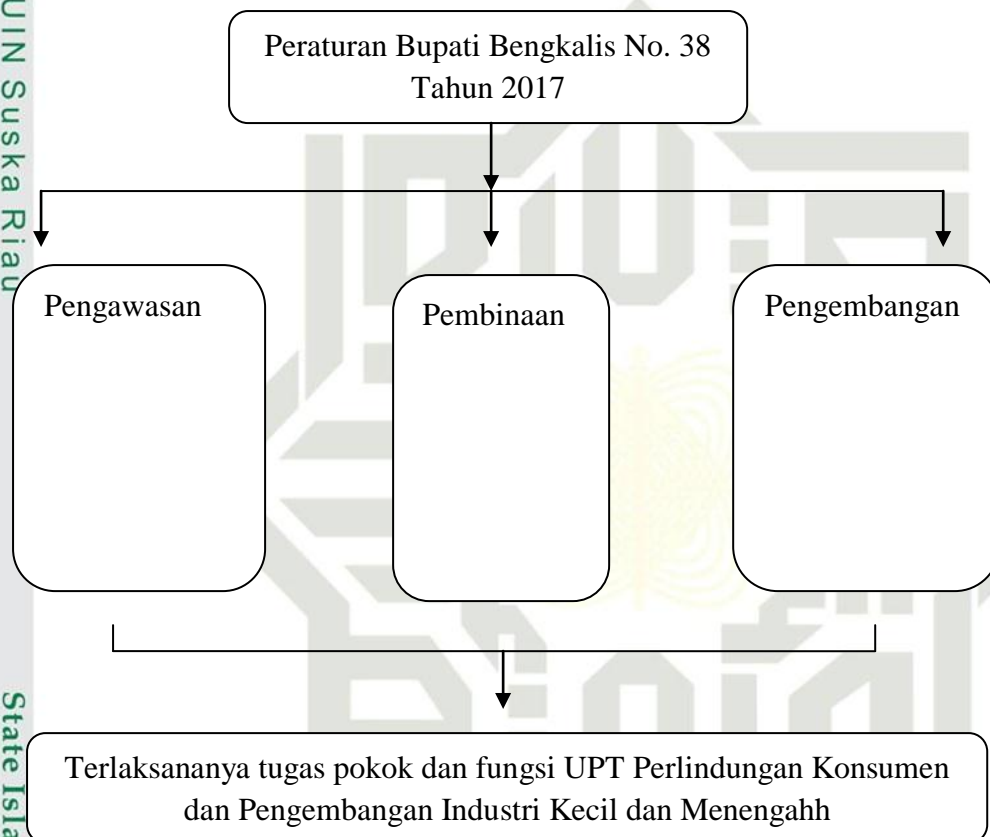 UIN Suska Riau
Peraturan Bupati Bengkalis No. 38
Tahun 2017
Pengawasan
Pembinaan
Pengembangan
State Isla
Terlaksananya tugas pokok dan fungsi UPT Perlindungan Konsumen
dan Pengembangan Industri Kecil dan Menengahh